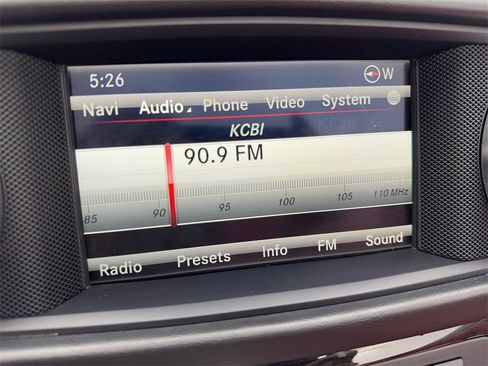 5:26 W
Navi Audio Phone Video System
KCBI
90.9 FM
85 90 95 100 105 110 MHz
Radio Presets Info FM Sound